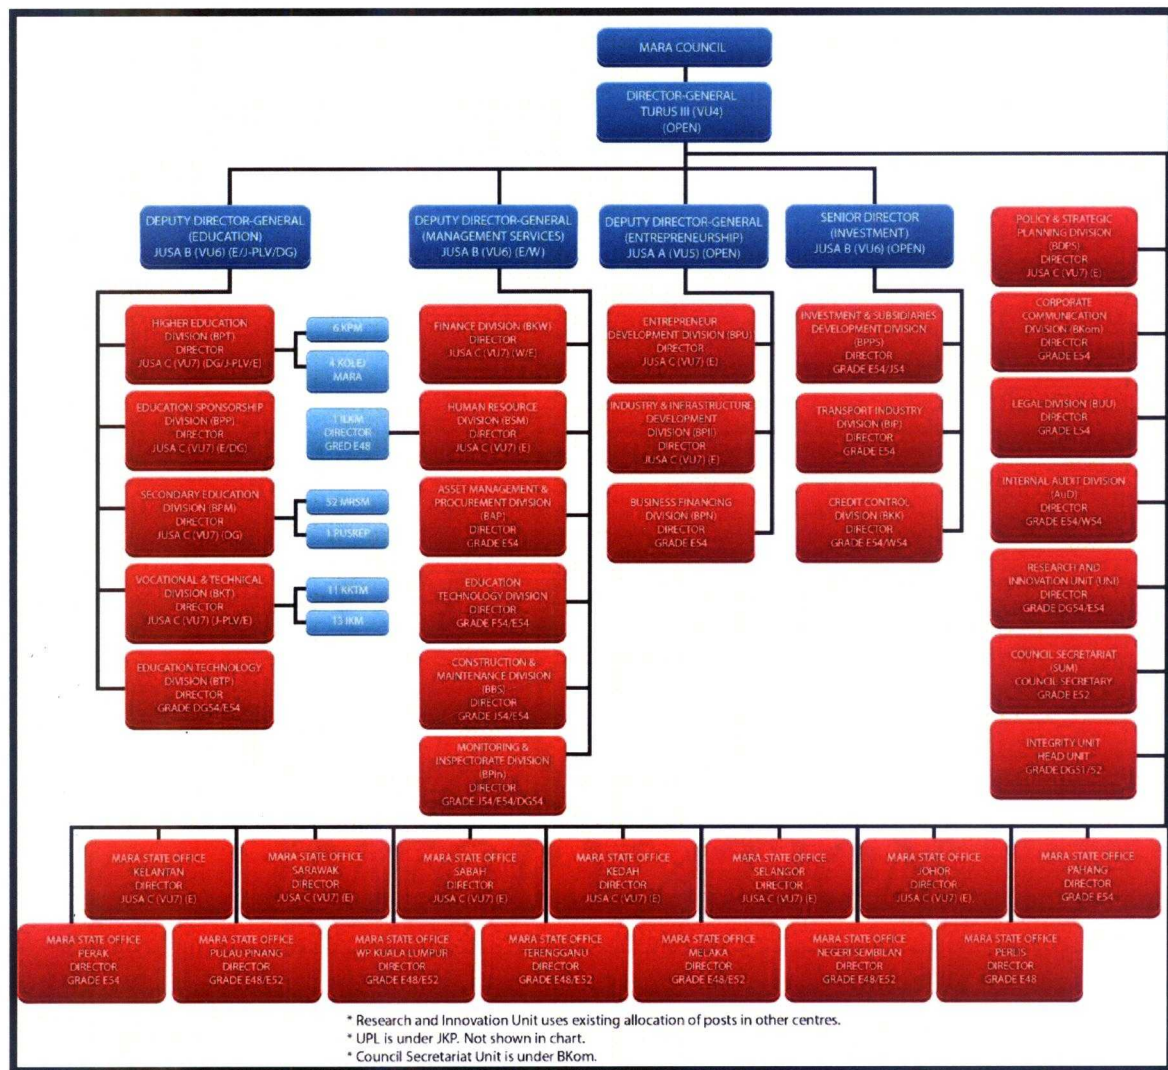 MARA COUNCIL
DIRECTOR-GENERAL
TURUS III (VU4)
(OPEN)
DEPUTY DIRECTOR-GENERAL
(EDUCATION)
JUSA B (VU6) (E/J-PLV/DG)
DEPUTY DIRECTOR-GENERAL
(MANAGEMENT SERVICES)
JUSA B (VU6) (E/W)
DEPUTY DIRECTOR-GENERAL
(ENTREPRENEURSHIP)
JUSA A (VU5) (OPEN)
SENIOR DIRECTOR
(INVESTMENT)
JUSA B (VU6) (OPEN)
HIGHER EDUCATION
DIVISION (BPT)
DIRECTOR
JUSA C (VU7) (DG/J-PLV/E)
6 KPM
4 KOLEJ
MARA
EDUCATION SPONSORSHIP
DIVISION (BPP)
DIRECTOR
JUSA C (VU7) (E/DG)
SECONDARY EDUCATION
DIVISION (BPM)
DIRECTOR
JUSA C (VU7) (DG)
52 MRSM
1 PUSREP
VOCATIONAL & TECHNICAL
DIVISION (BKT)
DIRECTOR
JUSA C (VU7) (J-PLV/E)
11 KKTM
13 IKM
EDUCATION TECHNOLOGY
DIVISION (BTP)
DIRECTOR
GRADE DG54/E54
FINANCE DIVISION (BKW)
DIRECTOR
JUSA C (VU7) (W/E)
1 ILKM
DIRECTOR
GRED E48
HUMAN RESOURCE
DIVISION (BSM)
DIRECTOR
JUSA C (VU7) (E)
ASSET MANAGEMENT &
PROCUREMENT DIVISION
(BAP)
DIRECTOR
GRADE E54
EDUCATION
TECHNOLOGY DIVISION
DIRECTOR
GRADE F54/E54
CONSTRUCTION &
MAINTENANCE DIVISION
(BBS)
DIRECTOR
GRADE J54/E54
MONITORING &
INSPECTORATE DIVISION
(BPIn)
DIRECTOR
GRADE J54/E54/DG54
ENTREPRENEUR
DEVELOPMENT DIVISION (BPU)
DIRECTOR
JUSA C (VU7) (E)
INDUSTRY & INFRASTRUCTURE
DEVELOPMENT
DIVISION (BPI)
DIRECTOR
JUSA C (VU7) (E)
BUSINESS FINANCING
DIVISION (BPN)
DIRECTOR
GRADE E54
INVESTMENT & SUBSIDIARIES
DEVELOPMENT DIVISION
(BPPS)
DIRECTOR
GRADE E54/J54
TRANSPORT INDUSTRY
DIVISION (BIP)
DIRECTOR
GRADE E54
CREDIT CONTROL
DIVISION (BKK)
DIRECTOR
GRADE E54/W54
POLICY & STRATEGIC
PLANNING DIVISION
(BDPS)
DIRECTOR
JUSA C (VU7) (E)
CORPORATE
COMMUNICATION
DIVISION (BKom)
DIRECTOR
GRADE E54
LEGAL DIVISION (BUU)
DIRECTOR
GRADE L54
INTERNAL AUDIT DIVISION
(AuD)
DIRECTOR
GRADE E54/W54
RESEARCH AND
INNOVATION UNIT (UNI)
DIRECTOR
GRADE DG54/E54
COUNCIL SECRETARIAT
(SUM)
COUNCIL SECRETARY
GRADE E52
INTEGRITY UNIT
HEAD UNIT
GRADE DG51/52
MARA STATE OFFICE
KELANTAN
DIRECTOR
JUSA C (VU7) (E)
MARA STATE OFFICE
SARAWAK
DIRECTOR
JUSA C (VU7) (E)
MARA STATE OFFICE
SABAH
DIRECTOR
JUSA C (VU7) (E)
MARA STATE OFFICE
KEDAH
DIRECTOR
JUSA C (VU7) (E)
MARA STATE OFFICE
SELANGOR
DIRECTOR
JUSA C (VU7) (E)
MARA STATE OFFICE
JOHOR
DIRECTOR
JUSA C (VU7) (E)
MARA STATE OFFICE
PAHANG
DIRECTOR
GRADE E54
MARA STATE OFFICE
PERAK
DIRECTOR
GRADE E54
MARA STATE OFFICE
PULAU PINANG
DIRECTOR
GRADE E48/E52
MARA STATE OFFICE
WP KUALA LUMPUR
DIRECTOR
GRADE E48/E52
MARA STATE OFFICE
TERENGGANU
DIRECTOR
GRADE E48/E52
MARA STATE OFFICE
MELAKA
DIRECTOR
GRADE E48/E52
MARA STATE OFFICE
NEGERI SEMBILAN
DIRECTOR
GRADE E48/E52
MARA STATE OFFICE
PERLIS
DIRECTOR
GRADE E48
* Research and Innovation Unit uses existing allocation of posts in other centres.
* UPL is under JKP. Not shown in chart.
* Council Secretariat Unit is under BKom.